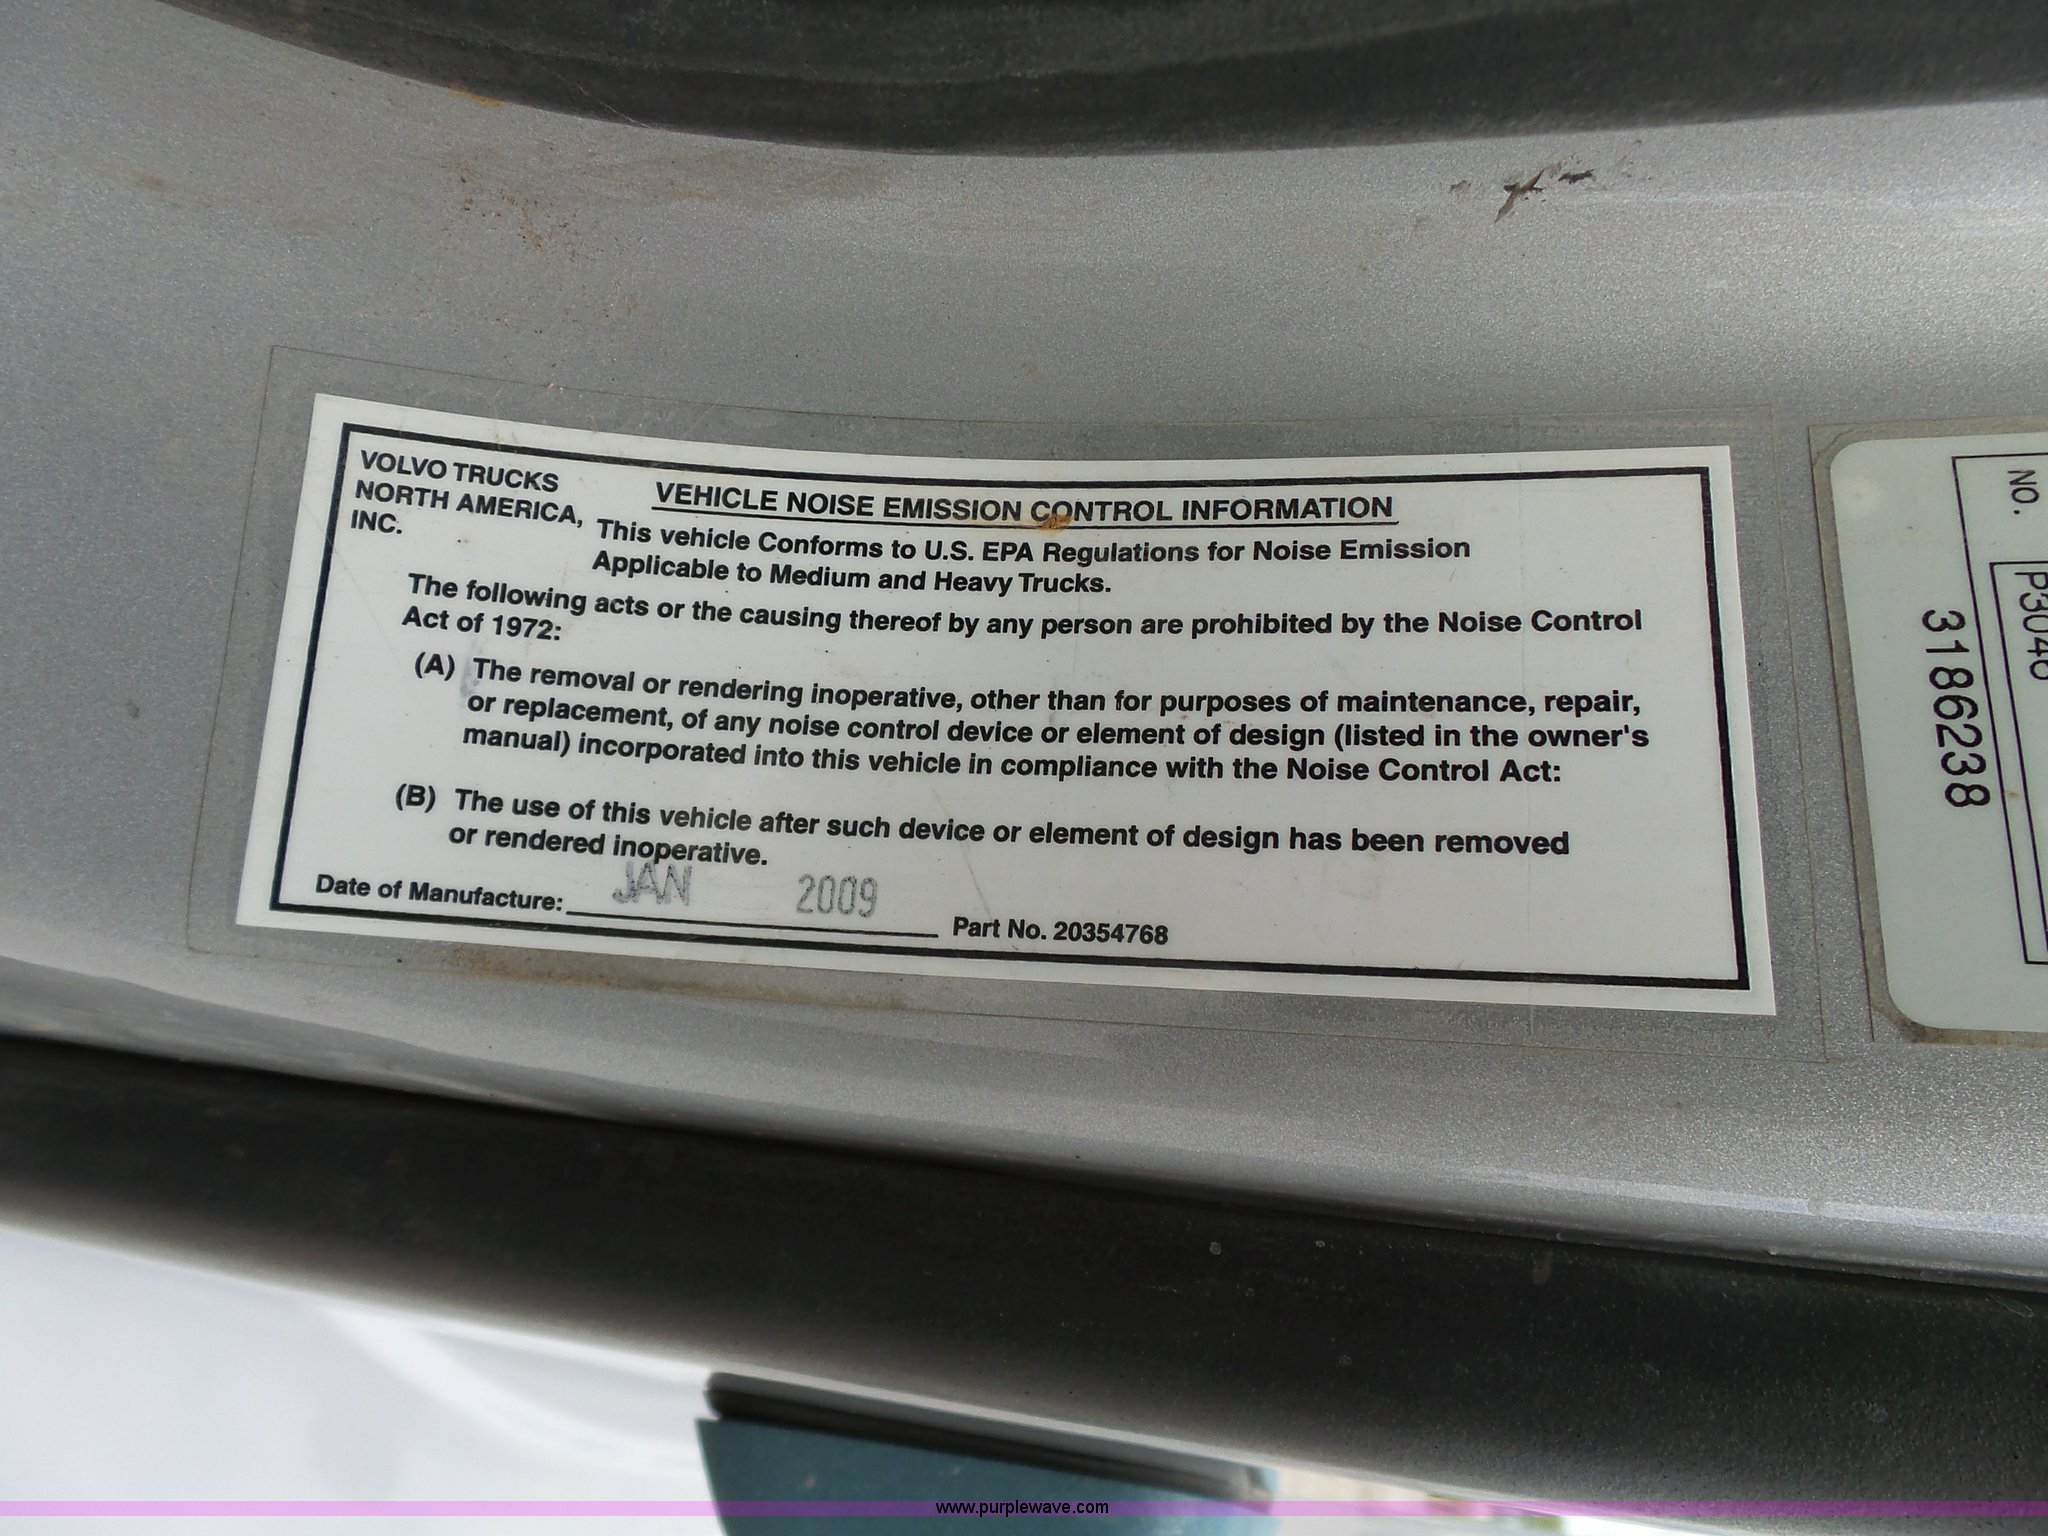 VOLVO TRUCKS
NORTH AMERICA,
INC.
VEHICLE NOISE EMISSION CONTROL INFORMATION
This vehicle Conforms to U.S. EPA Regulations for Noise Emission
Applicable to Medium and Heavy Trucks.
The following acts or the causing thereof by any person are prohibited by the Noise Control
Act of 1972:
(A) The removal or rendering inoperative, other than for purposes of maintenance, repair,
or replacement, of any noise control device or element of design (listed in the owner's
manual) incorporated into this vehicle in compliance with the Noise Control Act:
(B) The use of this vehicle after such device or element of design has been removed
or rendered inoperative.
Date of Manufacture: JAN 2009
Part No. 20354768
NO.
3186238
www.purplewave.com